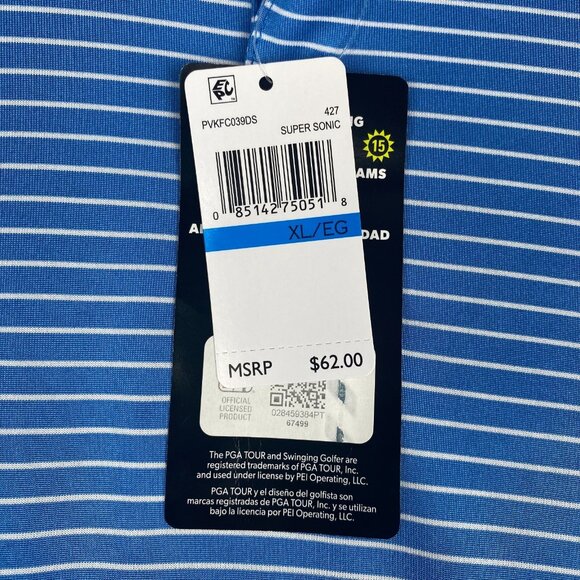 EPC
PVKFC039DS 427
SUPER SONIC
0 85142 75051 8
XL/EG
MSRP $62.00
15
OFFICIAL
LICENSED
PRODUCT
028459384PT
67499
The PGA TOUR and Swinging Golfer are
registered trademarks of PGA TOUR, Inc.
and used under license by PEI Operating, LLC.
PGA TOUR y el diseño del golfista son
marcas registradas de PGA TOUR, Inc. y se utilizan
bajo la licencia por PEI Operating, LLC.